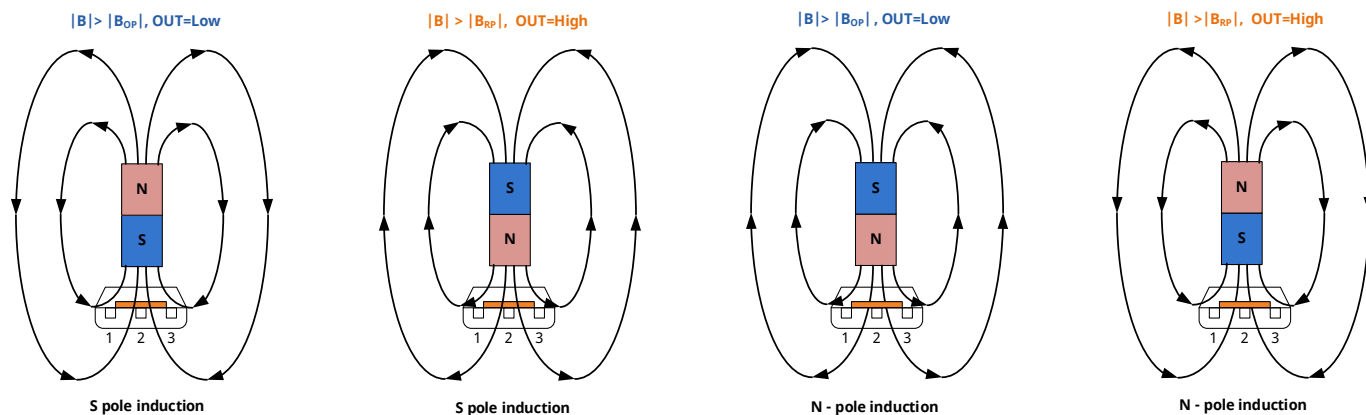 |B|> |BOP|, OUT=Low
N
S
1 2 3
S pole induction
|B| > |BRP|, OUT=High
S
N
1 2 3
S pole induction
|B|> |BOP| , OUT=Low
S
N
1 2 3
N - pole induction
|B| >|BRP|, OUT=High
N
S
1 2 3
N - pole induction